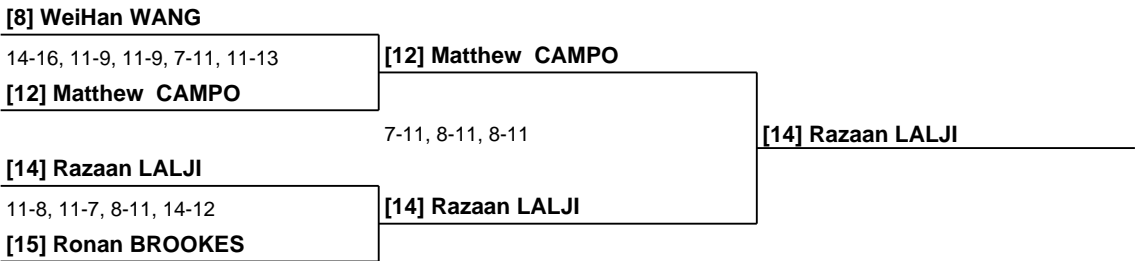 [8] WeiHan WANG
14-16, 11-9, 11-9, 7-11, 11-13
[12] Matthew CAMPO
[12] Matthew CAMPO
7-11, 8-11, 8-11
[14] Razaan LALJI
[14] Razaan LALJI
11-8, 11-7, 8-11, 14-12
[14] Razaan LALJI
[15] Ronan BROOKES